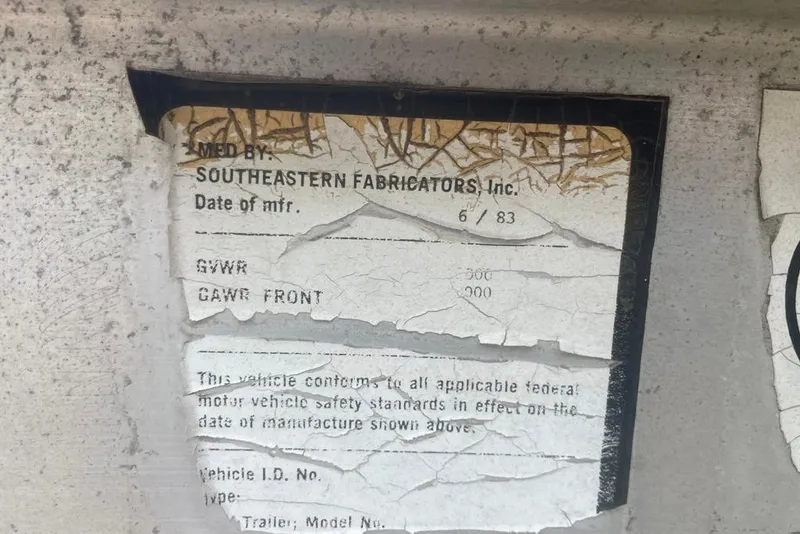 MFD BY:
SOUTHEASTERN FABRICATORS, Inc.
Date of mfr. 6 / 83
GVWR 000
GAWR FRONT 000
This vehicle conforms to all applicable federal
motor vehicle safety standards in effect on the
date of manufacture shown above.
Vehicle I.D. No.
Type:
Trailer; Model No.